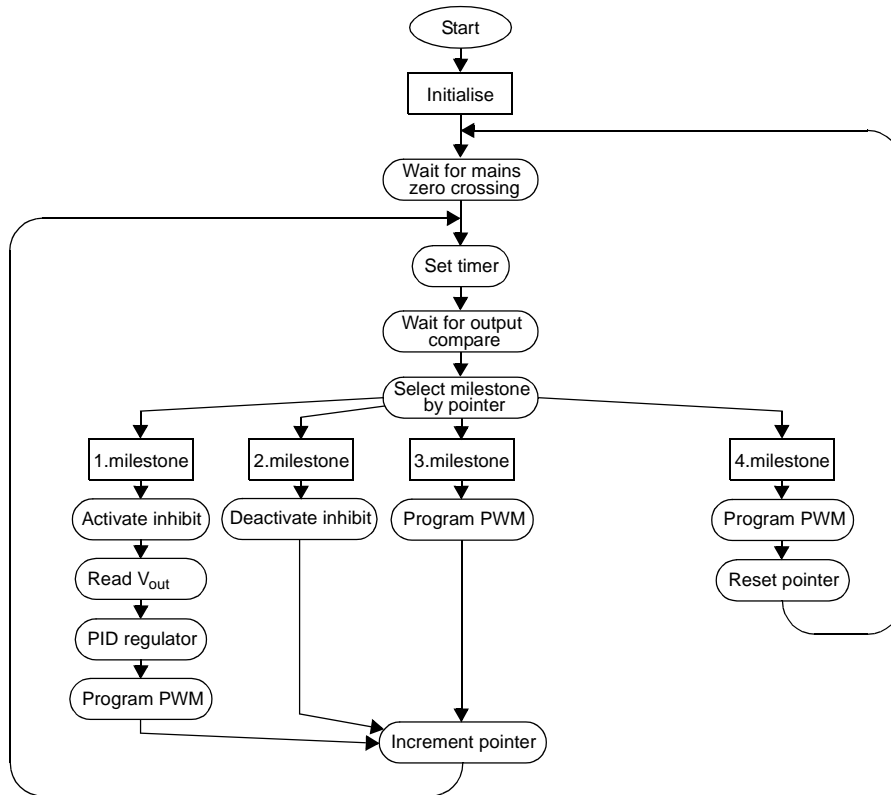 Start
Initialise
Wait for mains
zero crossing
Set timer
Wait for output
compare
Select milestone
by pointer
1.milestone
2.milestone
3.milestone
4.milestone
Activate inhibit
Deactivate inhibit
Program PWM
Program PWM
Read Vout
Reset pointer
PID regulator
Program PWM
Increment pointer